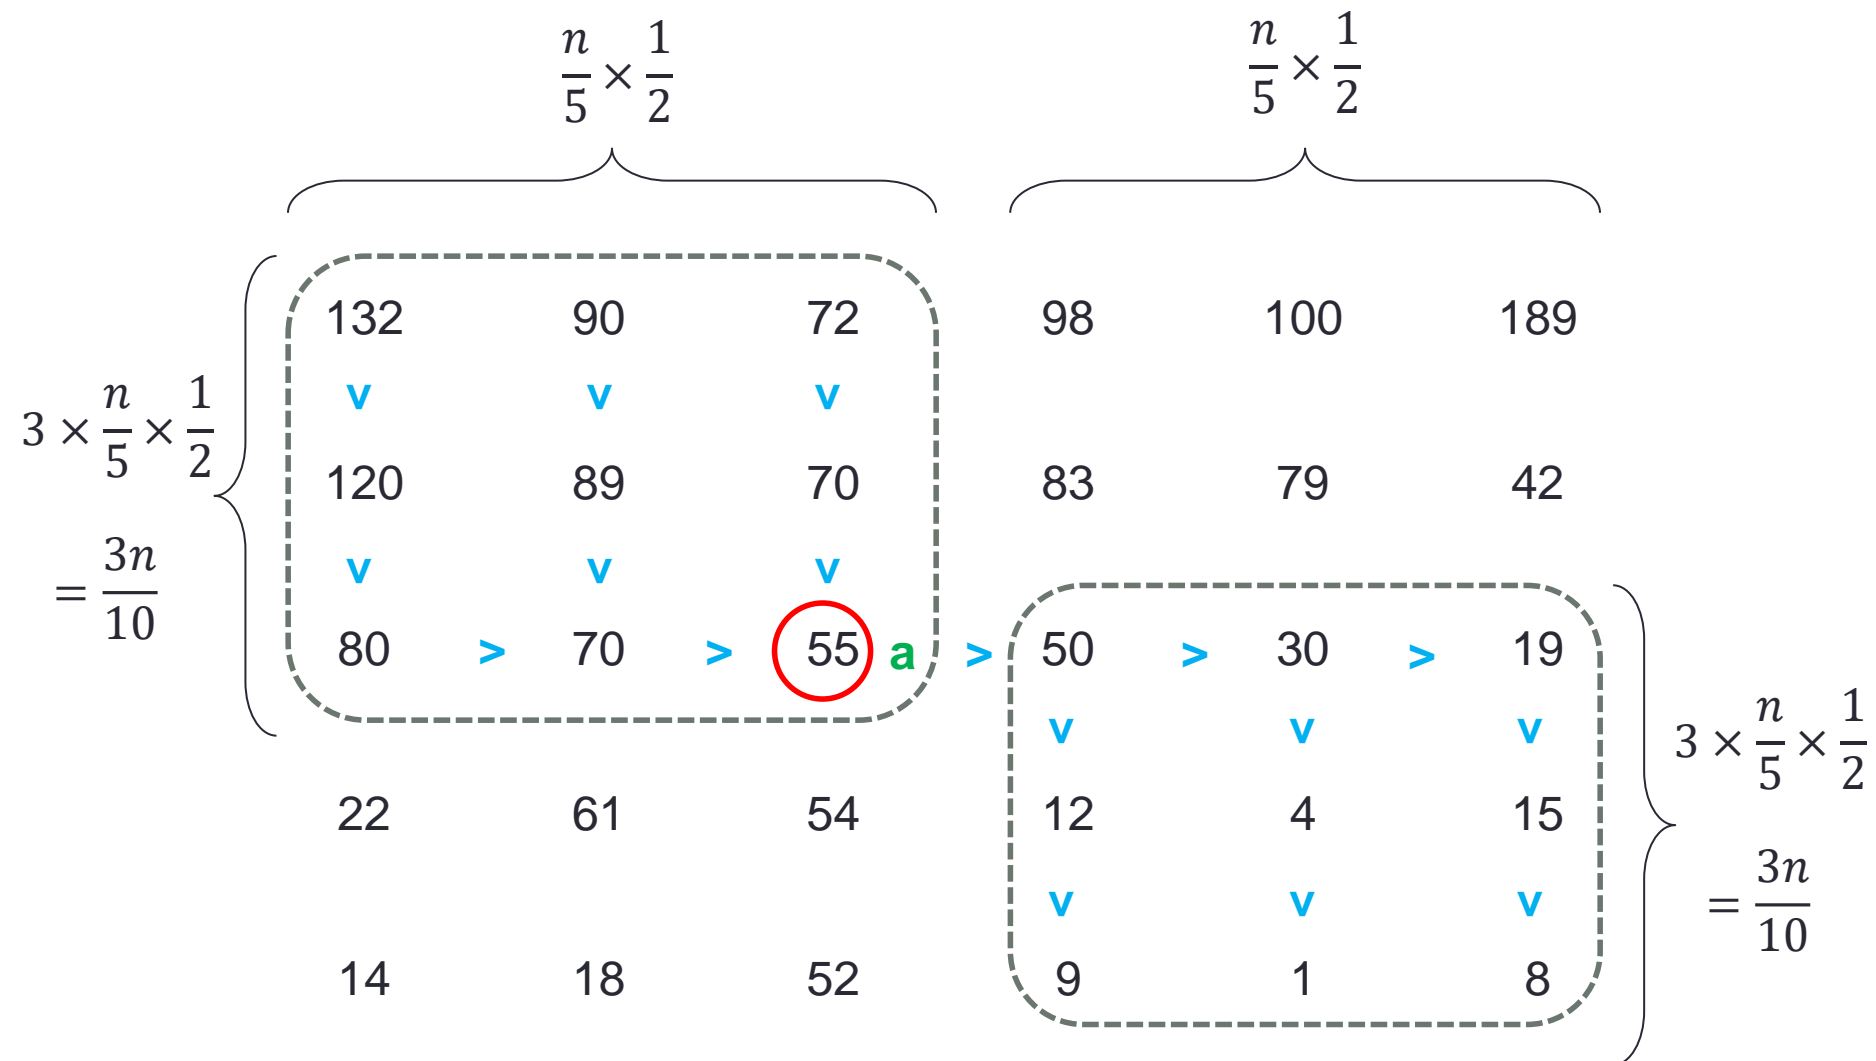 n/5 × 1/2
n/5 × 1/2
132 90 72 98 100 189
v v v
3 × n/5 × 1/2
120 89 70 83 79 42
v v v
= 3n/10
80 > 70 > 55 a > 50 > 30 > 19
v v v
3 × n/5 × 1/2
22 61 54 12 4 15
v v v
= 3n/10
14 18 52 9 1 8